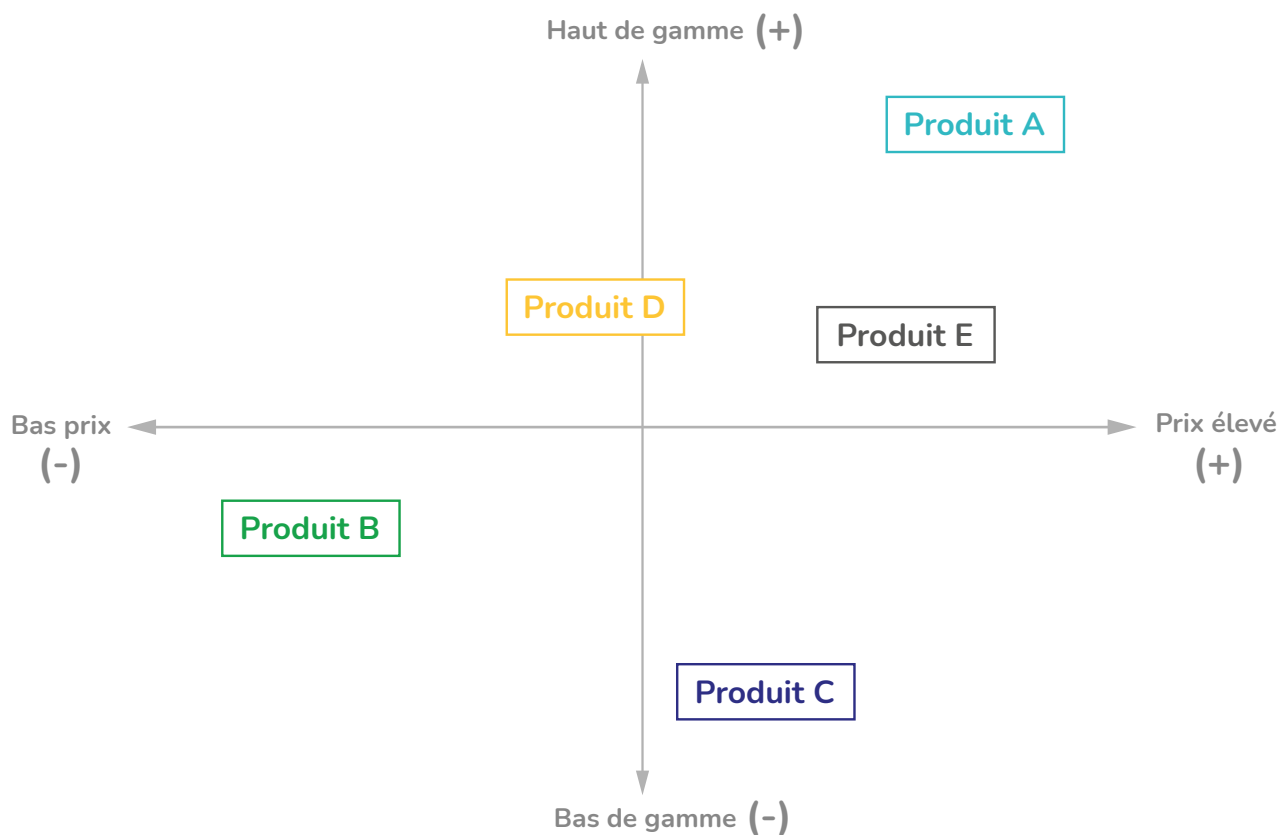 Haut de gamme (+)
Produit A
Produit D
Produit E
Bas prix
(-)
Prix élevé
(+)
Produit B
Produit C
Bas de gamme (-)